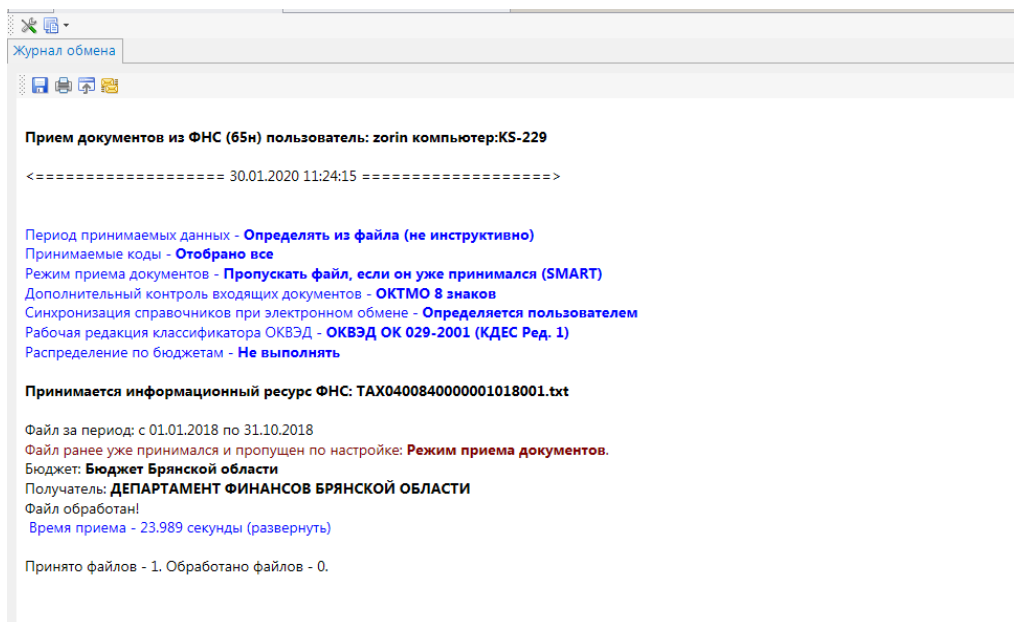 Журнал обмена
Прием документов из ФНС (65н) пользователь: zorin компьютер:KS-229
<=================== 30.01.2020 11:24:15 ===================>
Период принимаемых данных - Определять из файла (не инструктивно)
Принимаемые коды - Отобрано все
Режим приема документов - Пропускать файл, если он уже принимался (SMART)
Дополнительный контроль входящих документов - ОКТМО 8 знаков
Синхронизация справочников при электронном обмене - Определяется пользователем
Рабочая редакция классификатора ОКВЭД - ОКВЭД ОК 029-2001 (КДЕС Ред. 1)
Распределение по бюджетам - Не выполнять
Принимается информационный ресурс ФНС: TAX0400840000001018001.txt
Файл за период: с 01.01.2018 по 31.10.2018
Файл ранее уже принимался и пропущен по настройке: Режим приема документов.
Бюджет: Бюджет Брянской области
Получатель: ДЕПАРТАМЕНТ ФИНАНСОВ БРЯНСКОЙ ОБЛАСТИ
Файл обработан!
Время приема - 23.989 секунды (развернуть)
Принято файлов - 1. Обработано файлов - 0.